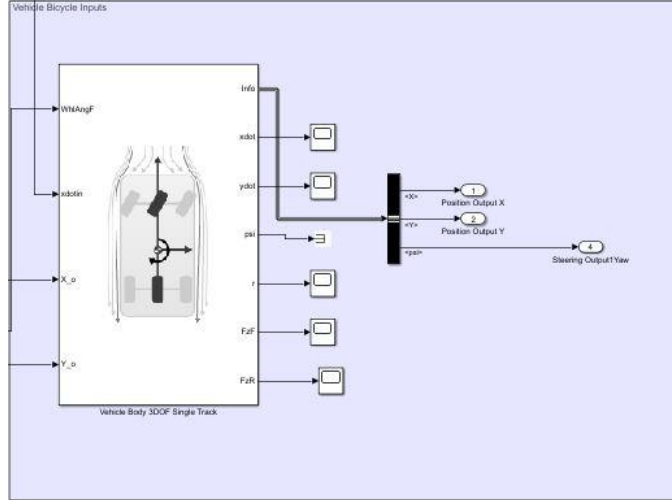 Vehicle Bicycle Inputs
WhlAngF
xdotin
X_o
Y_o
Info
xdot
ydot
psi
r
FzF
FzR
Vehicle Body 3DOF Single Track
<X>
1
Position Output X
<Y>
2
Position Output Y
<psi>
4
Steering Output1Yaw